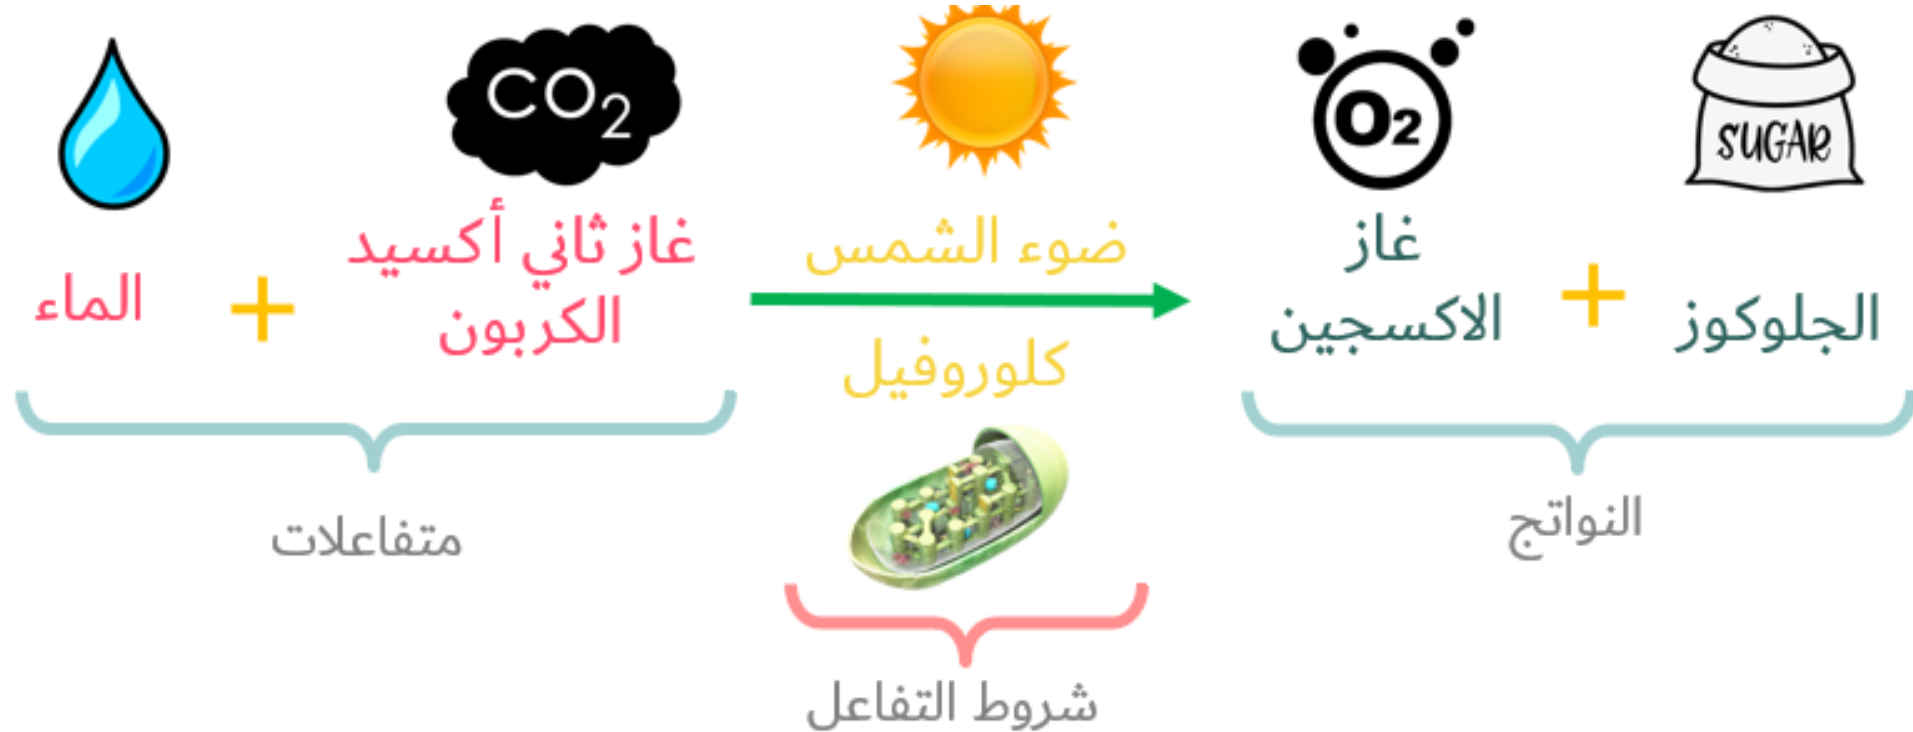 CO2
O2
SUGAR
الماء
+
غاز ثاني أكسيد
الكربون
ضوء الشمس
كلوروفيل
غاز
الاكسجين
+
الجلوكوز
متفاعلات
شروط التفاعل
النواتج